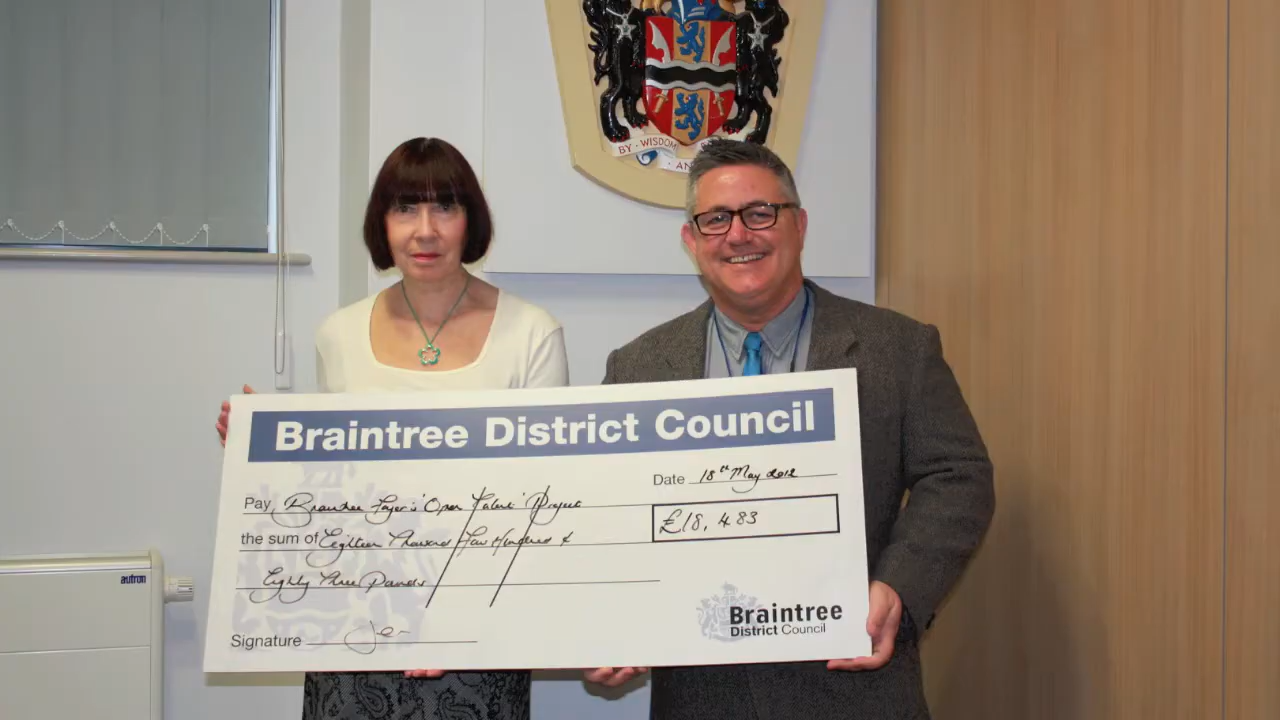 BY · WISDOM
· AN
Braintree District Council
Date 18th May 2012
Pay Braintree Foyer's 'Open Talent' Project
£18,483
the sum of Eighteen Thousand Four Hundred &
Eighty Three Pounds
Signature
Braintree
District Council
autron